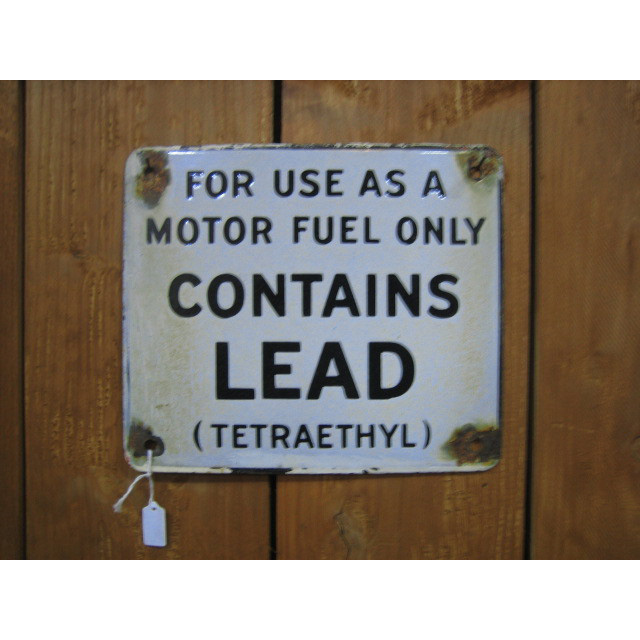 FOR USE AS A
MOTOR FUEL ONLY
CONTAINS
LEAD
(TETRAETHYL)